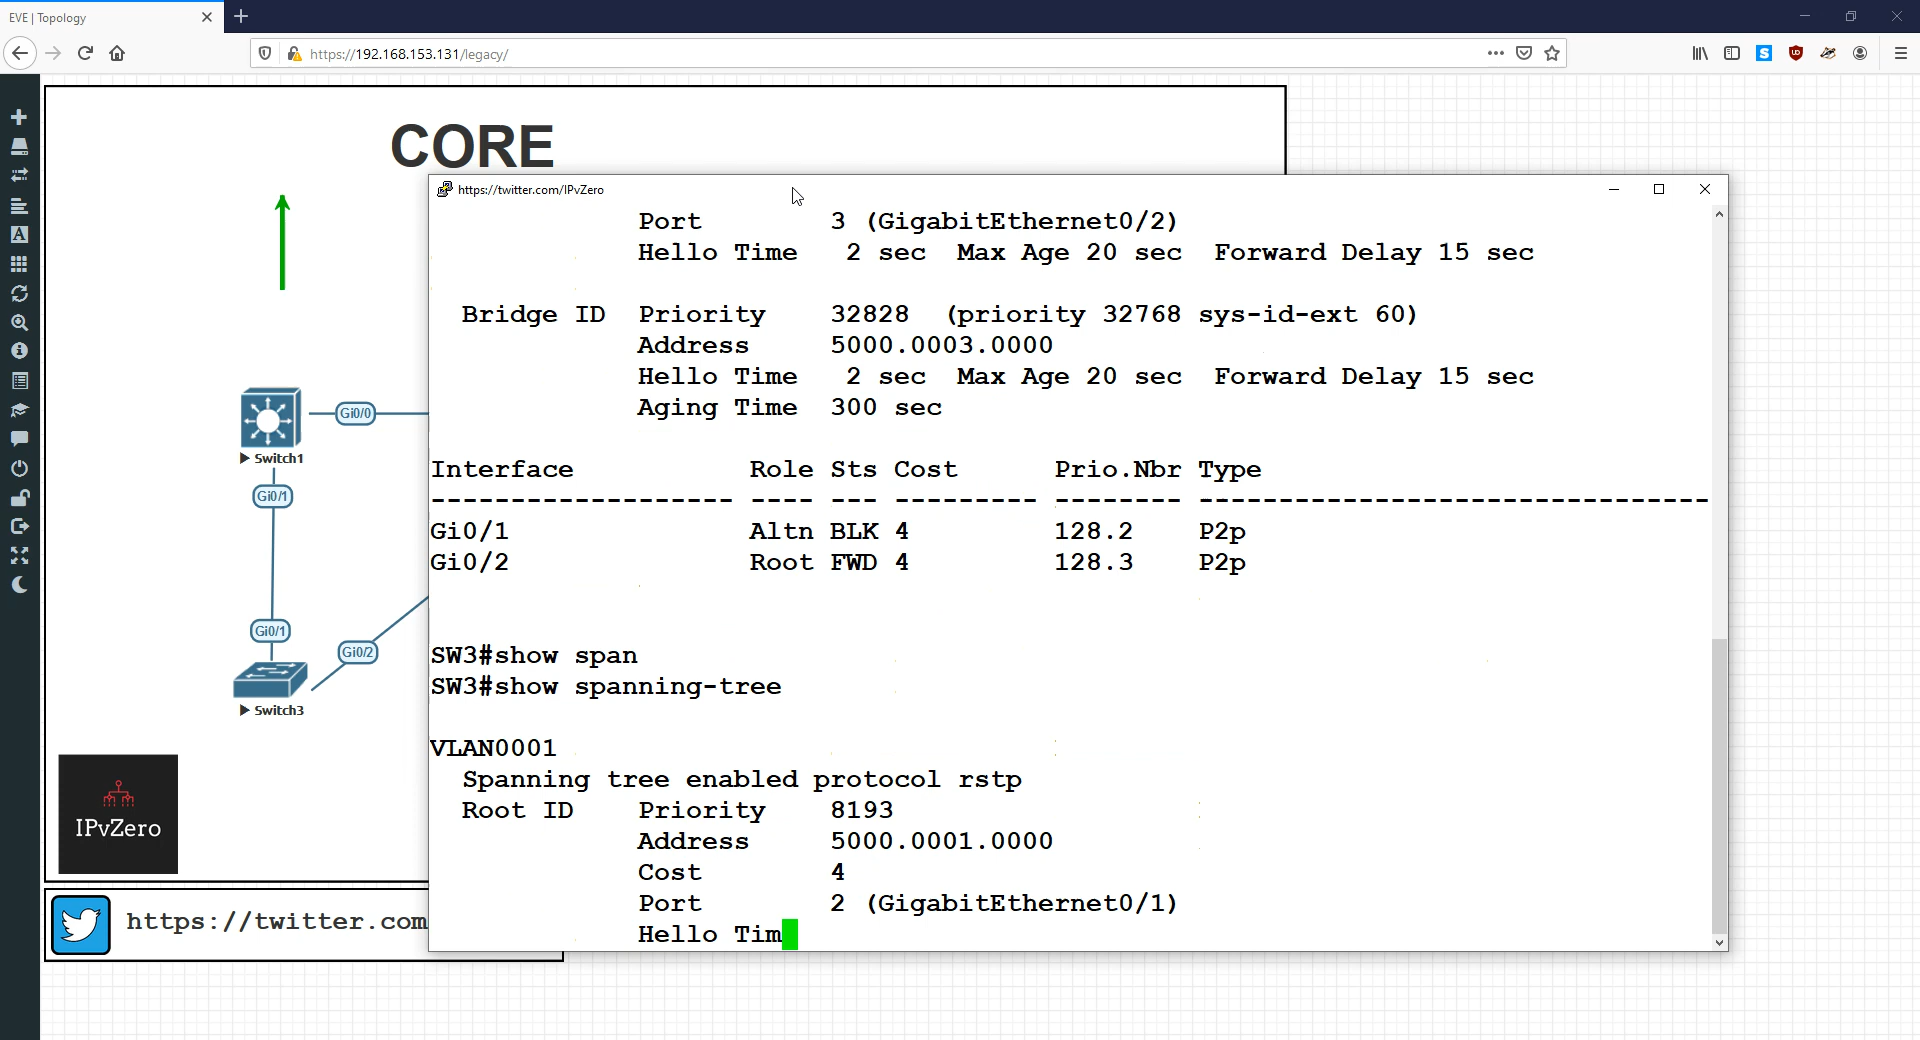 EVE | Topology
https://192.168.153.131/legacy/
CORE
https://twitter.com/IPvZero
Port 3 (GigabitEthernet0/2)
Hello Time 2 sec Max Age 20 sec Forward Delay 15 sec
Bridge ID Priority 32828 (priority 32768 sys-id-ext 60)
Address 5000.0003.0000
Hello Time 2 sec Max Age 20 sec Forward Delay 15 sec
Aging Time 300 sec
Interface Role Sts Cost Prio.Nbr Type
------------------- ---- --- --------- -------- --------------------------------
Gi0/1 Altn BLK 4 128.2 P2p
Gi0/2 Root FWD 4 128.3 P2p
SW3#show span
SW3#show spanning-tree
VLAN0001
Spanning tree enabled protocol rstp
Root ID Priority 8193
Address 5000.0001.0000
Cost 4
Port 2 (GigabitEthernet0/1)
Hello Tim
Gi0/0
Switch1
Gi0/1
Gi0/1
Gi0/2
Switch3
IPvZero
https://twitter.com